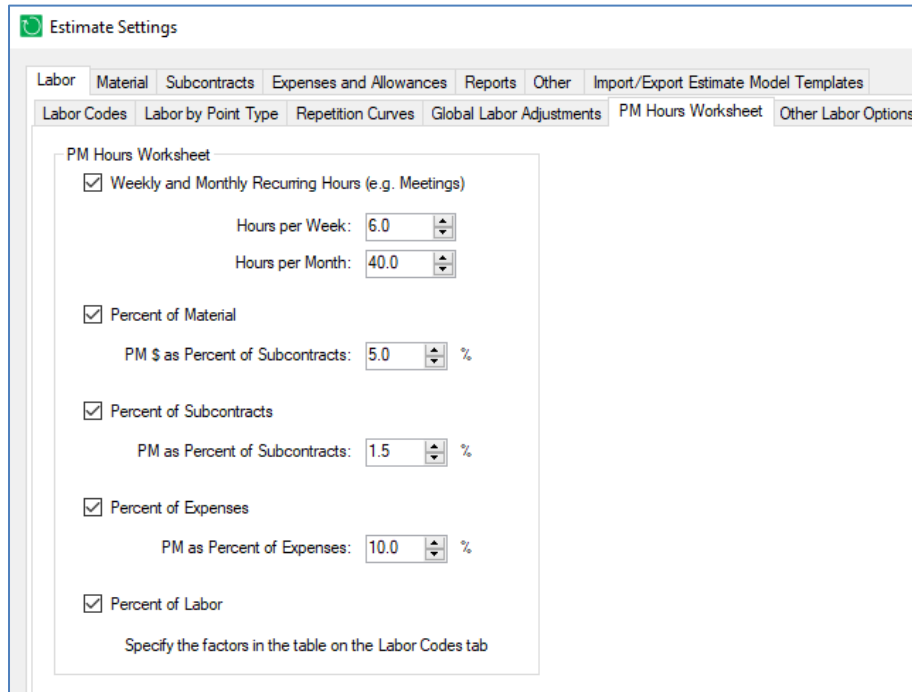 Estimate Settings
Labor Material Subcontracts Expenses and Allowances Reports Other Import/Export Estimate Model Templates
Labor Codes Labor by Point Type Repetition Curves Global Labor Adjustments PM Hours Worksheet Other Labor Options
PM Hours Worksheet
Weekly and Monthly Recurring Hours (e.g. Meetings)
Hours per Week: 6.0
Hours per Month: 40.0
Percent of Material
PM $ as Percent of Subcontracts: 5.0 %
Percent of Subcontracts
PM as Percent of Subcontracts: 1.5 %
Percent of Expenses
PM as Percent of Expenses: 10.0 %
Percent of Labor
Specify the factors in the table on the Labor Codes tab